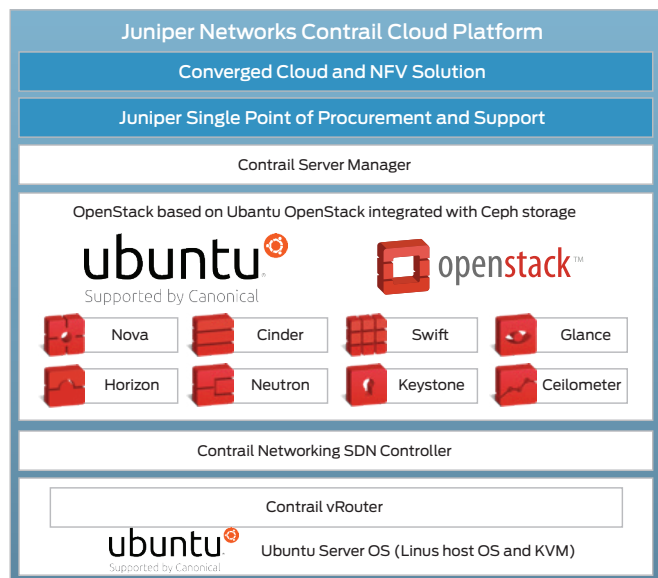 Juniper Networks Contrail Cloud Platform
Converged Cloud and NFV Solution
Juniper Single Point of Procurement and Support
Contrail Server Manager
OpenStack based on Ubantu OpenStack integrated with Ceph storage
ubuntu
Supported by Canonical
openstack™
Nova
Cinder
Swift
Glance
Horizon
Neutron
Keystone
Ceilometer
Contrail Networking SDN Controller
Contrail vRouter
ubuntu
Supported by Canonical
Ubuntu Server OS (Linus host OS and KVM)